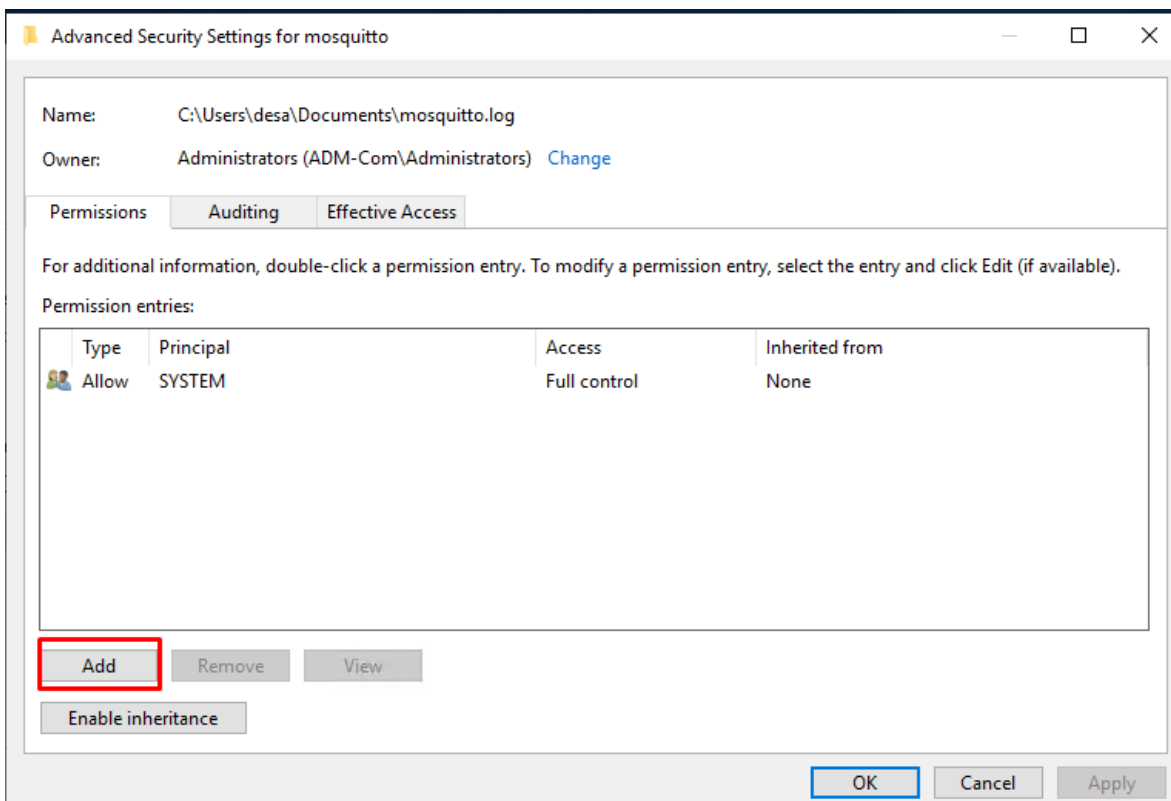 Advanced Security Settings for mosquitto
Name: C:\Users\desa\Documents\mosquitto.log
Owner: Administrators (ADM-Com\Administrators) Change
Permissions Auditing Effective Access
For additional information, double-click a permission entry. To modify a permission entry, select the entry and click Edit (if available).
Permission entries:
Type Principal Access Inherited from
Allow SYSTEM Full control None
Add Remove View
Enable inheritance
OK Cancel Apply